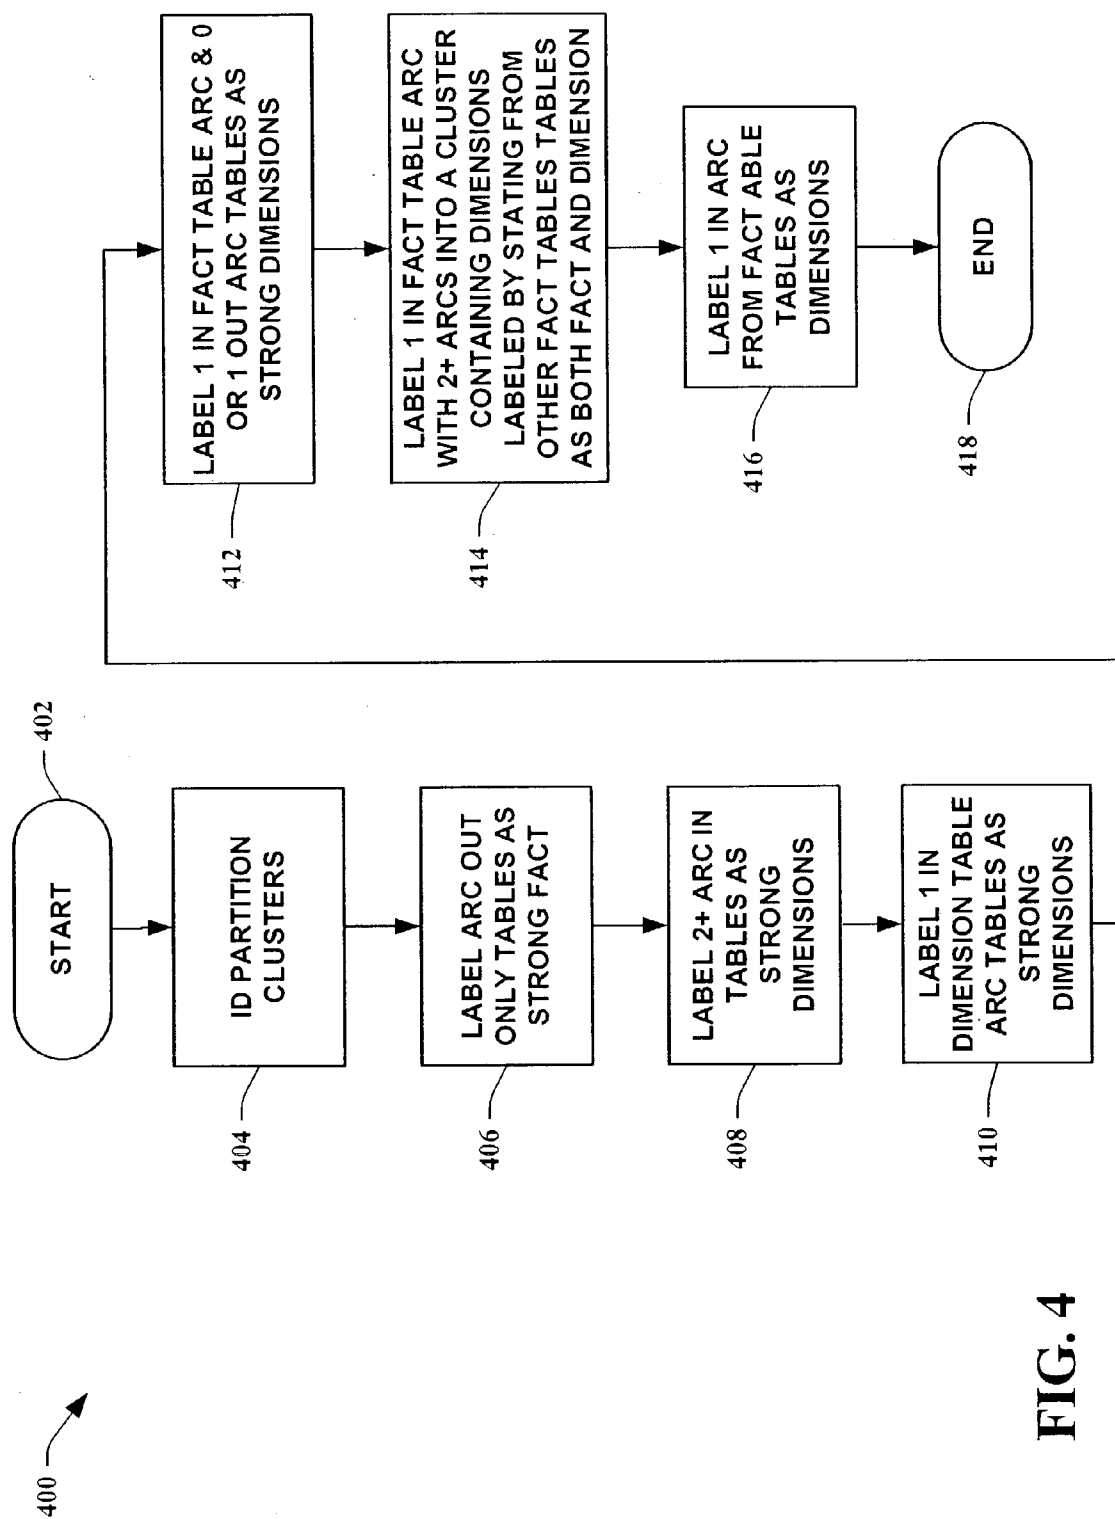 400
START
402
ID PARTITION
CLUSTERS
404
LABEL ARC OUT
ONLY TABLES AS
STRONG FACT
406
LABEL 2+ ARC IN
TABLES AS
STRONG
DIMENSIONS
408
LABEL 1 IN
DIMENSION TABLE
ARC TABLES AS
STRONG
DIMENSIONS
410
LABEL 1 IN FACT TABLE ARC & 0
OR 1 OUT ARC TABLES AS
STRONG DIMENSIONS
412
LABEL 1 IN FACT TABLE ARC
WITH 2+ ARCS INTO A CLUSTER
CONTAINING DIMENSIONS
LABELED BY STATING FROM
OTHER FACT TABLES TABLES
AS BOTH FACT AND DIMENSION
414
LABEL 1 IN ARC
FROM FACT ABLE
TABLES AS
DIMENSIONS
416
END
418
FIG. 4